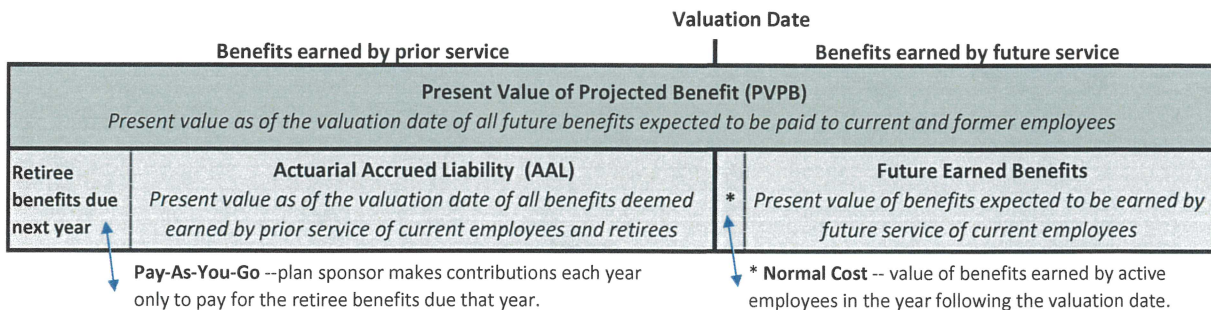 Valuation Date
Benefits earned by prior service
Benefits earned by future service
Present Value of Projected Benefit (PVPB)
Present value as of the valuation date of all future benefits expected to be paid to current and former employees
Retiree
benefits due
next year
Actuarial Accrued Liability (AAL)
Present value as of the valuation date of all benefits deemed
earned by prior service of current employees and retirees
*
Future Earned Benefits
Present value of benefits expected to be earned by
future service of current employees
Pay-As-You-Go --plan sponsor makes contributions each year
only to pay for the retiree benefits due that year.
* Normal Cost -- value of benefits earned by active
employees in the year following the valuation date.